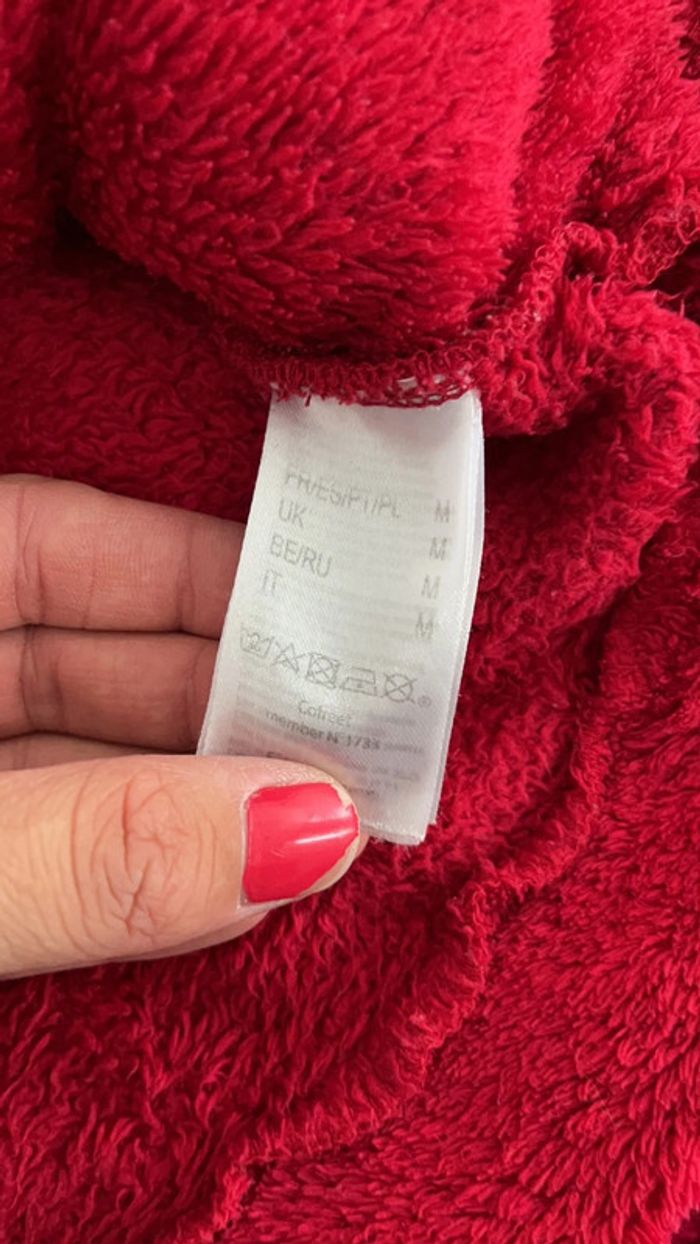 FR/ES/PT/PL M
UK M
BE/RU M
IT M
Cofreet
member N°1733